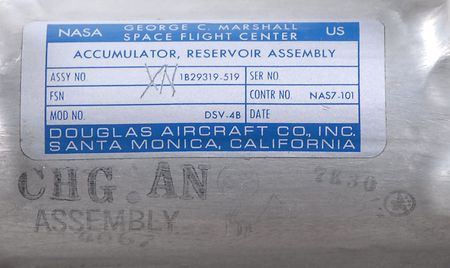 NASA GEORGE C. MARSHALL US
SPACE FLIGHT CENTER
ACCUMULATOR, RESERVOIR ASSEMBLY
ASSY NO. 1B29319-519 SER NO.
FSN CONTR NO. NAS7-101
MOD NO. DSV-4B DATE
DOUGLAS AIRCRAFT CO., INC.
SANTA MONICA, CALIFORNIA
CHG AN
ASSEMBLY